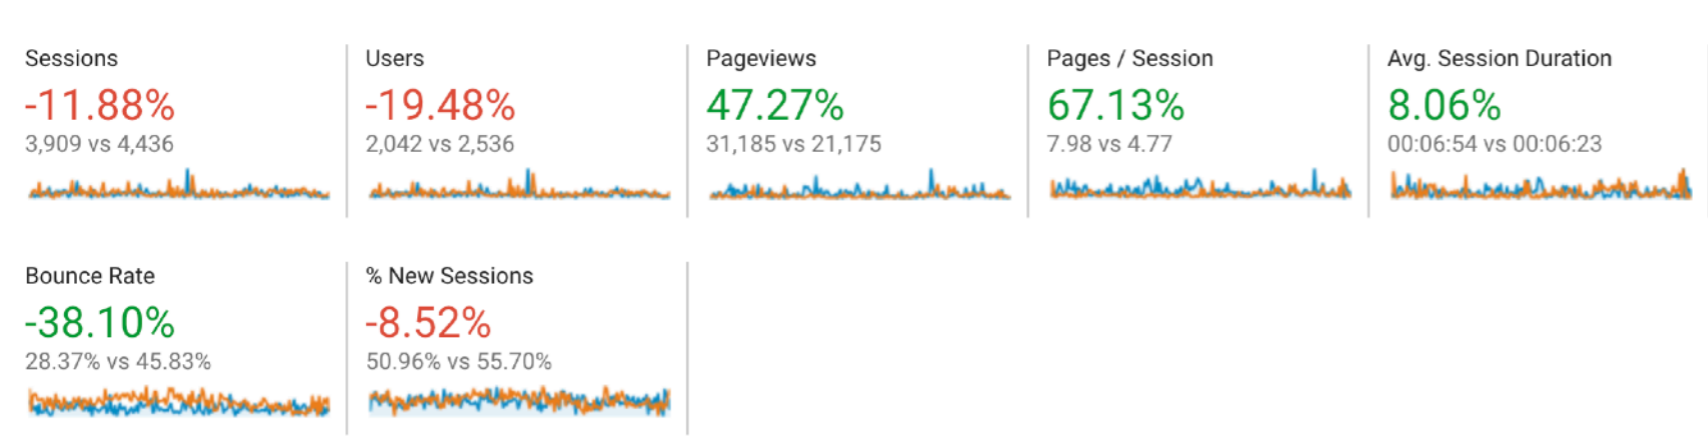 Sessions
-11.88%
3,909 vs 4,436
Users
-19.48%
2,042 vs 2,536
Pageviews
47.27%
31,185 vs 21,175
Pages / Session
67.13%
7.98 vs 4.77
Avg. Session Duration
8.06%
00:06:54 vs 00:06:23
Bounce Rate
-38.10%
28.37% vs 45.83%
% New Sessions
-8.52%
50.96% vs 55.70%